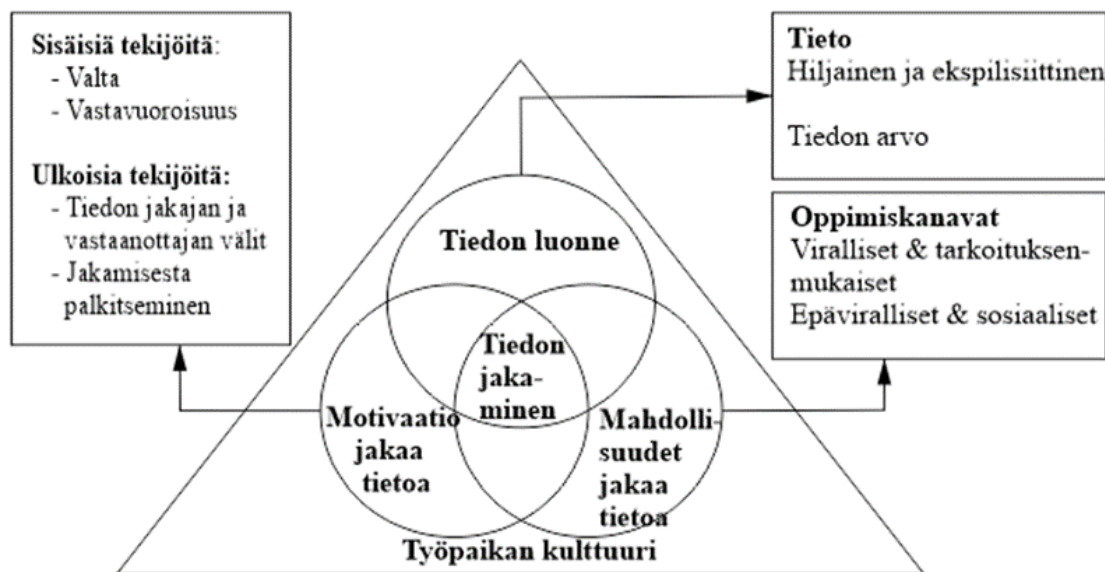 Sisäisiä tekijöitä:
- Valta
- Vastavuoroisuus
Ulkoisia tekijöitä:
- Tiedon jakajan ja
vastaanottajan välit
- Jakamisesta
palkitseminen
Tieto
Hiljainen ja ekspilisiittinen
Tiedon arvo
Oppimiskanavat
Viralliset & tarkoituksen-
mukaiset
Epäviralliset & sosiaaliset
Tiedon luonne
Tiedon
jaka-
minen
Motivaatio
jakaa
tietoa
Mahdolli-
suudet
jakaa
tietoa
Työpaikan kulttuuri